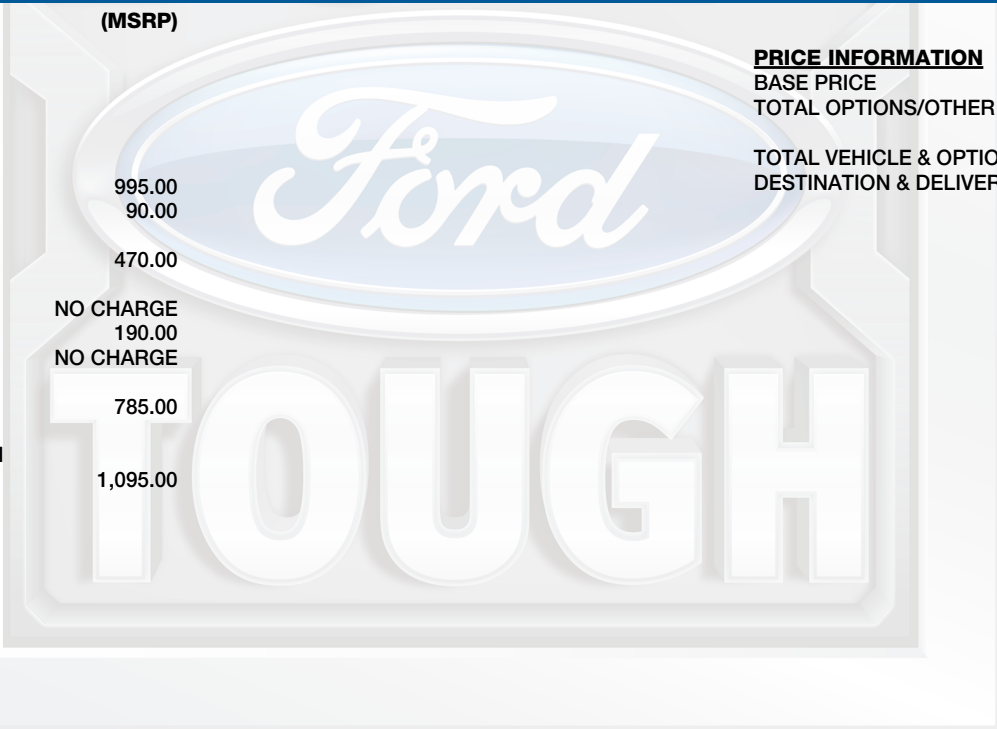 (MSRP)
995.00
90.00
470.00
NO CHARGE
190.00
NO CHARGE
785.00
1,095.00
PRICE INFORMATION
BASE PRICE
TOTAL OPTIONS/OTHER
TOTAL VEHICLE & OPTIO
DESTINATION & DELIVER
Ford
TOUGH